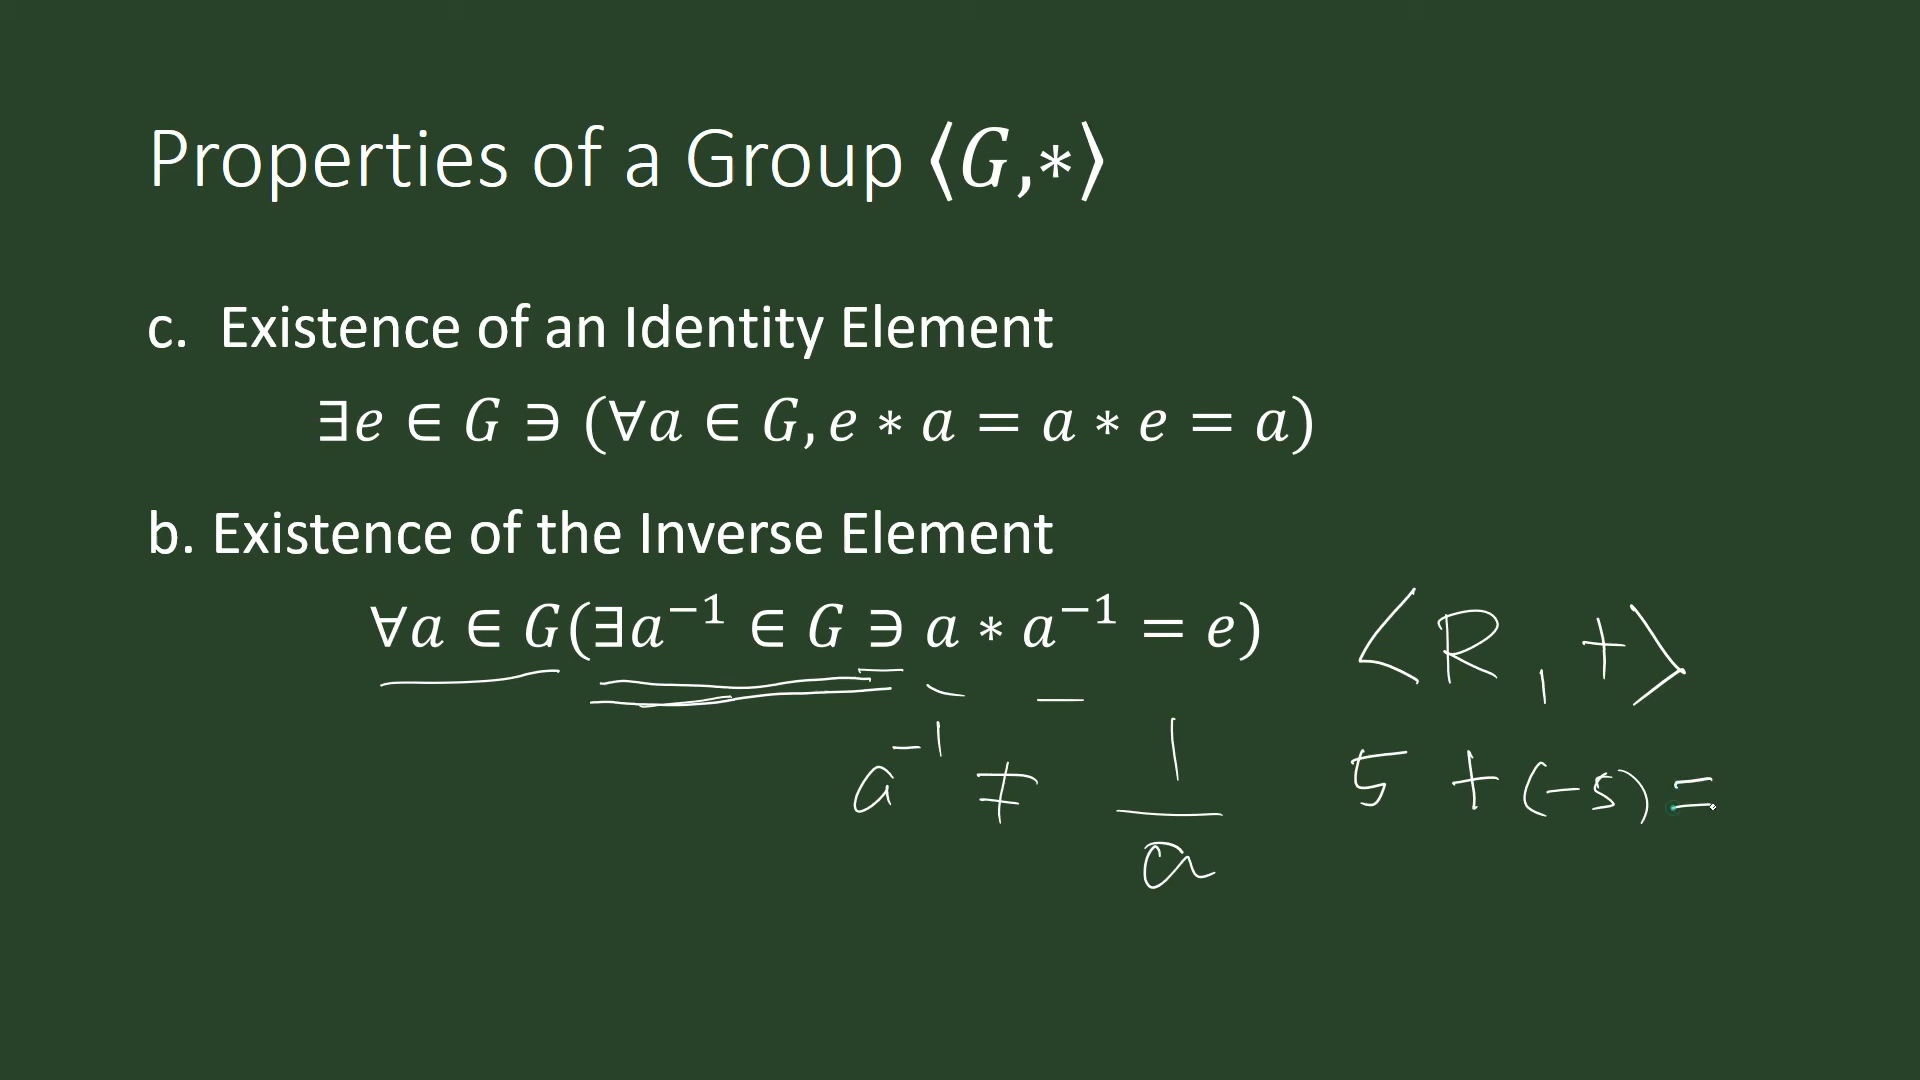 Properties of a Group ⟨G,∗⟩
c. Existence of an Identity Element
∃e ∈ G ∋ (∀a ∈ G, e ∗ a = a ∗ e = a)
b. Existence of the Inverse Element
∀a ∈ G(∃a⁻¹ ∈ G ∋ a ∗ a⁻¹ = e)
⟨R, +⟩
a⁻¹ ≠ 1/a
5 + (-5) =